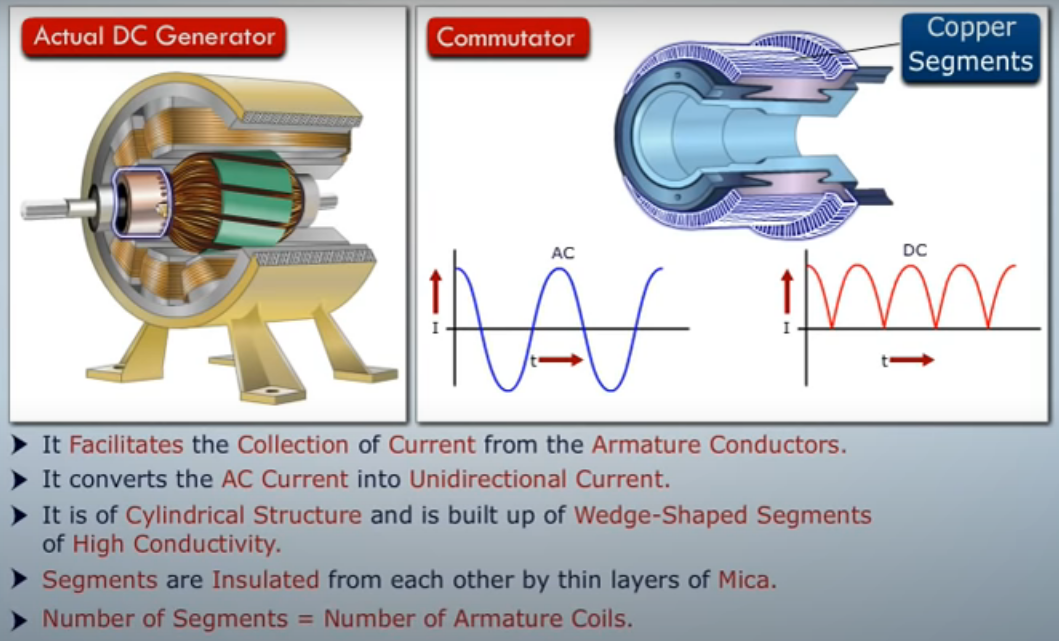 Actual DC Generator
Commutator
Copper
Segments
AC
I
t
DC
I
t
It Facilitates the Collection of Current from the Armature Conductors.
It converts the AC Current into Unidirectional Current.
It is of Cylindrical Structure and is built up of Wedge-Shaped Segments
of High Conductivity.
Segments are Insulated from each other by thin layers of Mica.
Number of Segments = Number of Armature Coils.